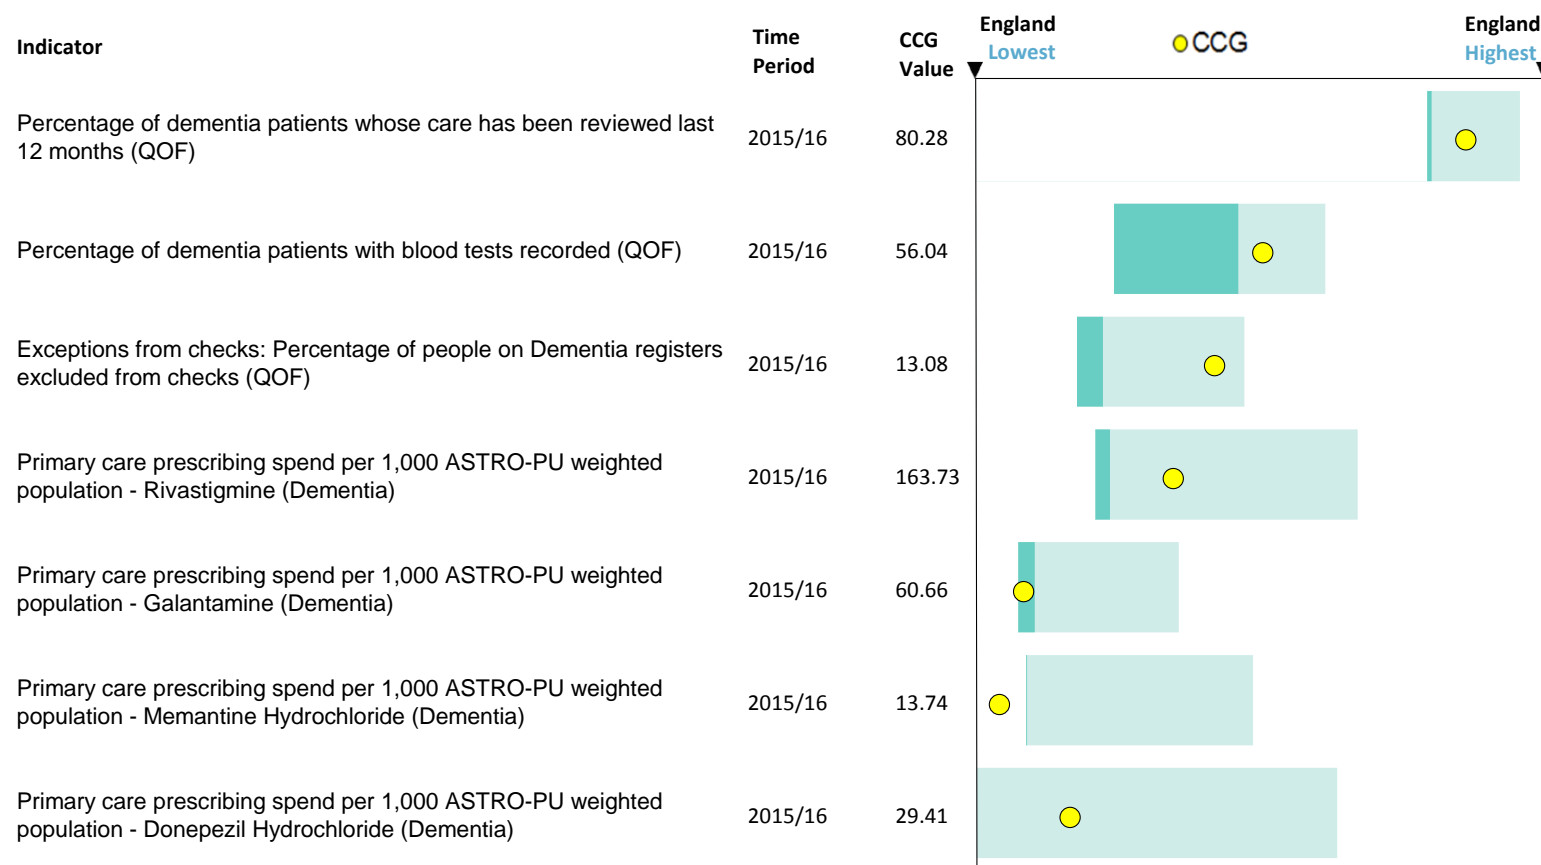 Indicator
Time
Period
CCG
Value
England
Lowest
CCG
England
Highest
Percentage of dementia patients whose care has been reviewed last
12 months (QOF)
2015/16
80.28
Percentage of dementia patients with blood tests recorded (QOF)
2015/16
56.04
Exceptions from checks: Percentage of people on Dementia registers
excluded from checks (QOF)
2015/16
13.08
Primary care prescribing spend per 1,000 ASTRO-PU weighted
population - Rivastigmine (Dementia)
2015/16
163.73
Primary care prescribing spend per 1,000 ASTRO-PU weighted
population - Galantamine (Dementia)
2015/16
60.66
Primary care prescribing spend per 1,000 ASTRO-PU weighted
population - Memantine Hydrochloride (Dementia)
2015/16
13.74
Primary care prescribing spend per 1,000 ASTRO-PU weighted
population - Donepezil Hydrochloride (Dementia)
2015/16
29.41